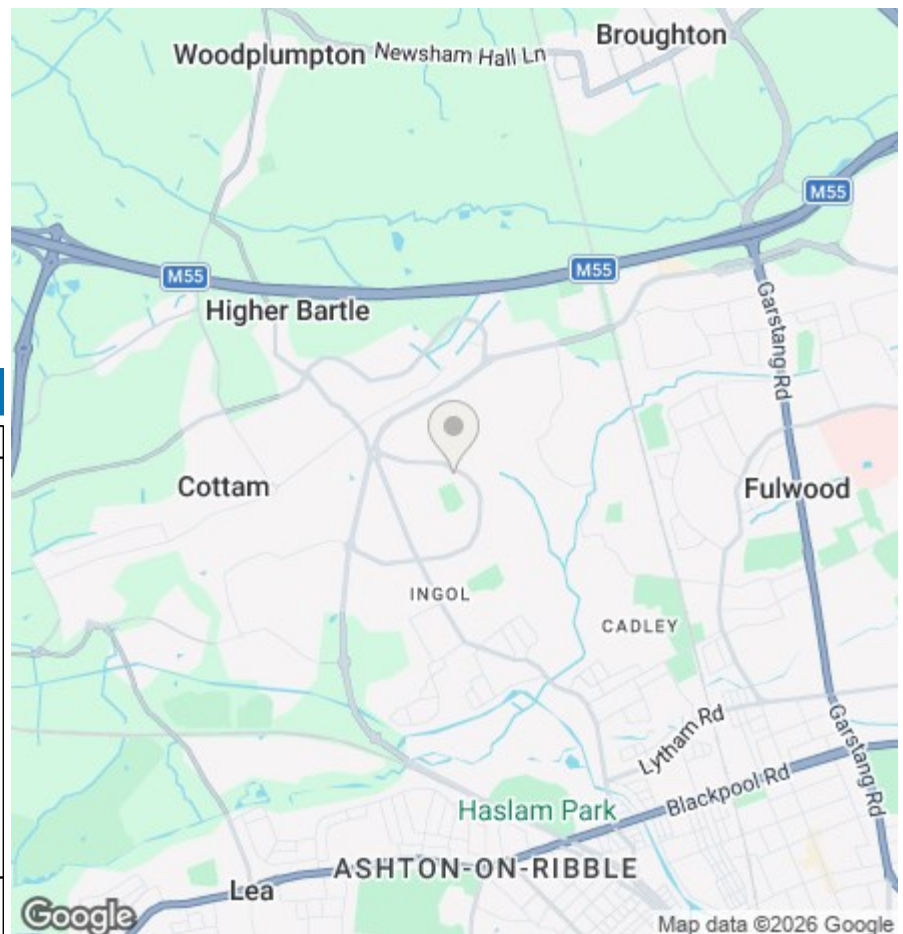 Broughton
Woodplumpton
Newsham Hall Ln
M55
M55
M55
Higher Bartle
Garstang Rd
Cottam
Fulwood
INGOL
CADLEY
Lytham Rd
Garstang Rd
Blackpool Rd
Haslam Park
ASHTON-ON-RIBBLE
Lea
Google
Map data ©2026 Google